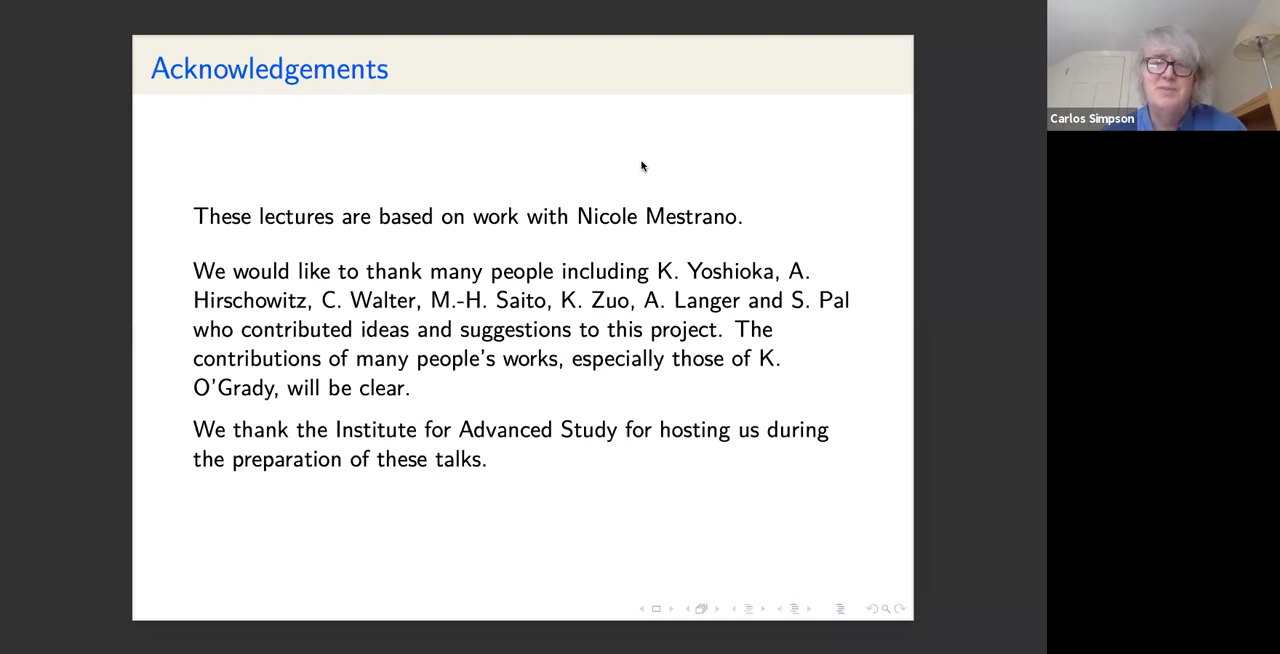 Acknowledgements
Carlos Simpson
These lectures are based on work with Nicole Mestrano.
We would like to thank many people including K. Yoshioka, A.
Hirschowitz, C. Walter, M.-H. Saito, K. Zuo, A. Langer and S. Pal
who contributed ideas and suggestions to this project. The
contributions of many people's works, especially those of K.
O'Grady, will be clear.
We thank the Institute for Advanced Study for hosting us during
the preparation of these talks.